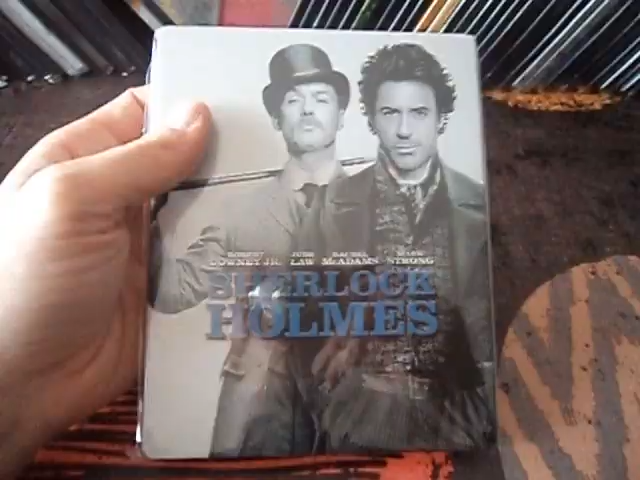 ROBERT JUDE RACHEL MARK
DOWNEY JR. LAW McADAMS STRONG
SHERLOCK
HOLMES